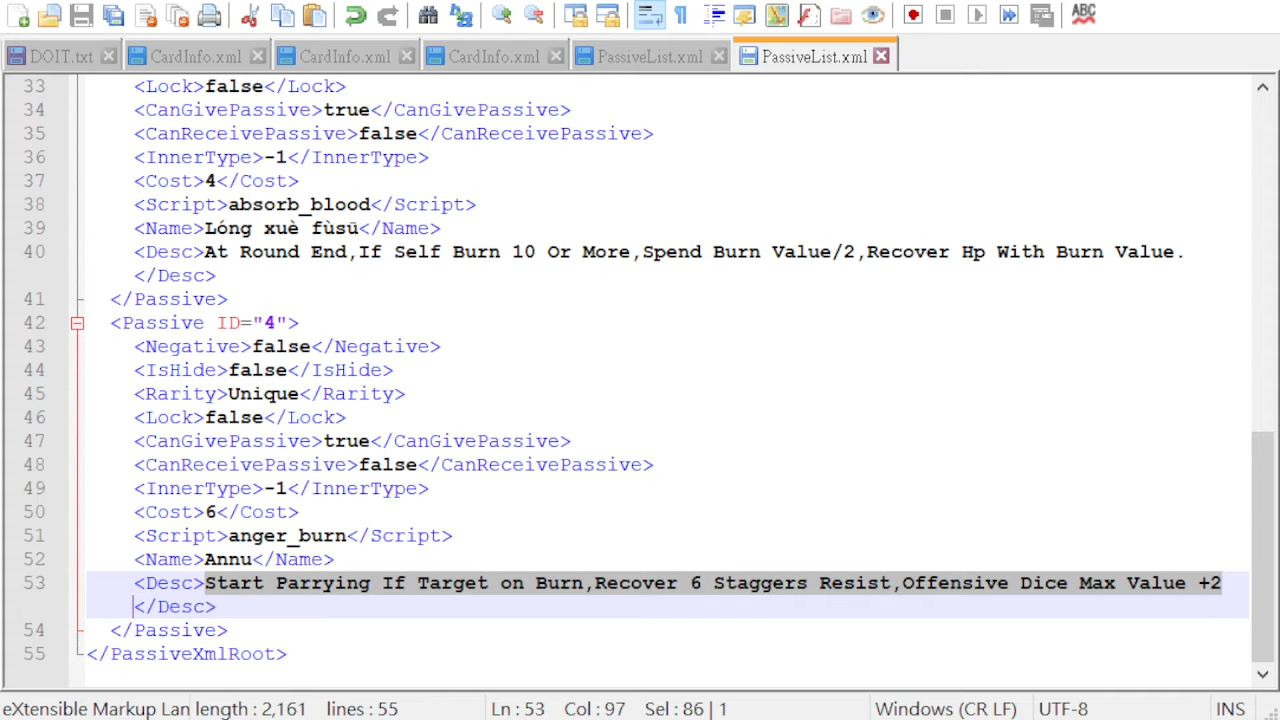 ABC
DOIT.txt CardInfo.xml CardInfo.xml CardInfo.xml PassiveList.xml PassiveList.xml
33 <Lock>false</Lock>
34 <CanGivePassive>true</CanGivePassive>
35 <CanReceivePassive>false</CanReceivePassive>
36 <InnerType>-1</InnerType>
37 <Cost>4</Cost>
38 <Script>absorb_blood</Script>
39 <Name>Lóng xuè fùsū</Name>
40 <Desc>At Round End,If Self Burn 10 Or More,Spend Burn Value/2,Recover Hp With Burn Value.
</Desc>
41 </Passive>
42 <Passive ID="4">
43 <Negative>false</Negative>
44 <IsHide>false</IsHide>
45 <Rarity>Unique</Rarity>
46 <Lock>false</Lock>
47 <CanGivePassive>true</CanGivePassive>
48 <CanReceivePassive>false</CanReceivePassive>
49 <InnerType>-1</InnerType>
50 <Cost>6</Cost>
51 <Script>anger_burn</Script>
52 <Name>Annu</Name>
53 <Desc>Start Parrying If Target on Burn,Recover 6 Staggers Resist,Offensive Dice Max Value +2
</Desc>
54 </Passive>
55 </PassiveXmlRoot>
eXtensible Markup Lan length : 2,161 lines : 55 Ln : 53 Col : 97 Sel : 86 | 1 Windows (CR LF) UTF-8 INS